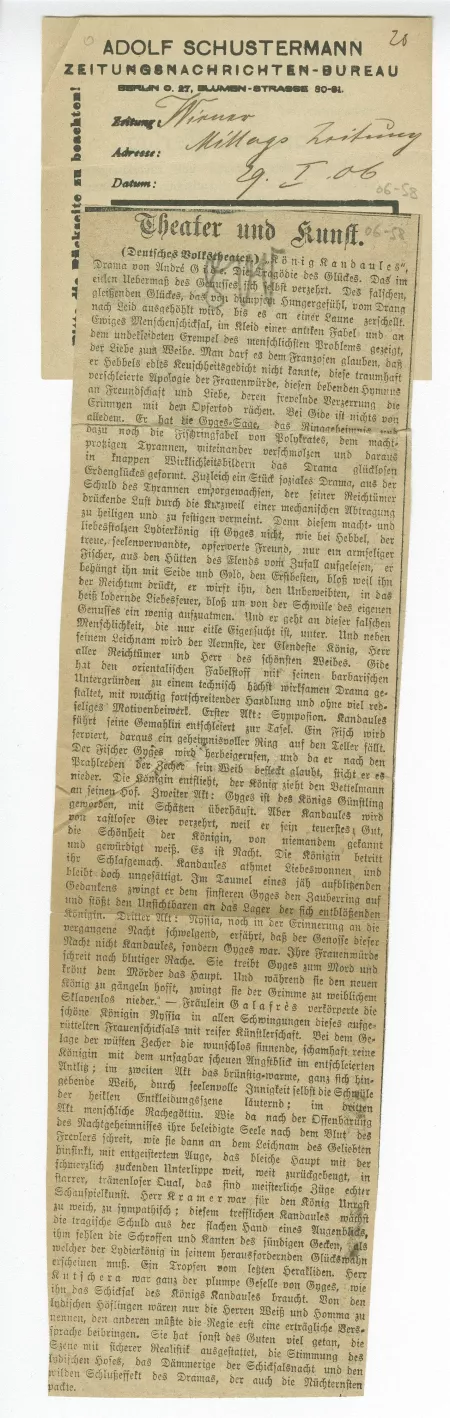 20
ADOLF SCHUSTERMANN
ZEITUNGSNACHRICHTEN-BUREAU
BERLIN O. 27, BLUMEN-STRASSE 80-81.
Zeitung: Wiener
Mittags Zeitung
Adresse:
Datum: 29. I. 06
06-58
Theater und Kunst.
06-58
(Deutsches Volkstheater.) „König Kandaules“,
Drama von André Gide. Die Tragödie des Glückes. Das im
eitlen Uebermaß des Genusses sich selbst verzehrt. Des falschen,
gleißenden Glückes, das von dumpfem Hungergefühl, vom Drang
nach Leid ausgehöhlt wird, bis es an einer Laune zerschellt.
Ewiges Menschenschicksal, im Kleid einer antiken Fabel und an
dem unbekleideten Exempel des menschlichsten Problems gezeigt,
der Liebe zum Weibe. Man darf es dem Franzosen glauben, daß
er Hebbels edles Keuschheitsgedicht nicht kannte, diese traumhaft
verschleierte Apologie der Frauenwürde, diesen bebenden Hymnus
an Freundschaft und Liebe, deren frevelnde Verzerrung die
Erinnyen mit dem Opfertod rächen. Bei Gide ist nichts von
alledem. Er hat die Gyges-Sage, das Ringgeheimnis und
dazu noch die Fischringfabel von Polykrates, dem macht-
protzigen Tyrannen, miteinander verschmolzen und daraus
in knappen Wirklichkeitsbildern das Drama glücklosen
Erdenglückes geformt. Zugleich ein Stück soziales Drama, aus der
Schuld des Tyrannen emporgewachsen, der seiner Reichtümer
drückende Lust durch die Kurzweil einer mechanischen Abtragung
zu heiligen und zu festigen vermeint. Denn diesem macht- und
liebesstolzen Lydierkönig ist Gyges nicht, wie bei Hebbel, der
treue, seelenverwandte, opferwerte Freund, nur ein armseliger
Fischer, aus den Hütten des Elends vom Zufall aufgelesen, er
behängt ihn mit Seide und Gold, den Erstbesten, bloß weil ihn
der Reichtum drückt, er wirft ihn, den Unbeweibten, in das
heiß lodernde Liebesfeuer, bloß um von der Schwüle des eigenen
Genusses ein wenig aufzuatmen. Und er geht an dieser falschen
Menschlichkeit, die nur eitle Eigensucht ist, unter. Und neben
seinem Leichnam wird der Aermste, der Elendeste König, Herr
aller Reichtümer und Herr des schönsten Weibes. Gide
hat den orientalischen Fabelstoff mit seinen barbarischen
Untergründen zu einem technisch höchst wirksamen Drama ge-
staltet, mit wuchtig fortschreitender Handlung und ohne viel red-
seliges Motivenbeiwerk. Erster Akt: Symposion. Kandaules
führt seine Gemahlin entschleiert zur Tafel. Ein Fisch wird
serviert, daraus ein geheimnisvoller Ring auf den Teller fällt.
Der Fischer Gyges wird herbeigerufen, und da er nach den
Prahlreden der Zecher sein Weib befleckt glaubt, sticht er es
nieder. Die Königin entflieht, der König zieht den Bettelmann
an seinen Hof. Zweiter Akt: Gyges ist des Königs Günstling
geworden, mit Schätzen überhäuft. Aber Kandaules wird
von rastloser Gier verzehrt, weil er sein teuerstes Gut,
die Schönheit der Königin, von niemandem gekannt
und gewürdigt weiß. Es ist Nacht. Die Königin betritt
ihr Schlafgemach. Kandaules athmet Liebeswonnen und
bleibt doch ungesättigt. Im Taumel eines jäh aufblitzenden
Gedankens zwingt er dem finsteren Gyges den Zauberring auf
und stößt den Unsichtbaren an das Lager der sich entblößenden
Königin. Dritter Akt: Nyssia, noch in der Erinnerung an die
vergangene Nacht schwelgend, erfährt, daß der Genosse dieser
Nacht nicht Kandaules, sondern Gyges war. Ihre Frauenwürde
schreit nach blutiger Rache. Sie treibt Gyges zum Mord und
krönt dem Mörder das Haupt. Und während sie den neuen
König zu gängeln hofft, zwingt sie der Grimme zu weiblichem
Sklavenlos nieder. — Fräulein Galafrès verkörperte die
schöne Königin Nyssia in allen Schwingungen dieses aufge-
rüttelten Frauenschicksals mit reifer Künstlerschaft. Bei dem Ge-
lage der wüsten Zecher die wunschlos sinnende, schamhaft reine
Königin mit dem unsagbar scheuen Angstblick im entschleierten
Antlitz; im zweiten Akt das brünstig-warme, ganz sich hin-
gebende Weib, durch seelenvolle Innigkeit selbst die Schwüle
der heiklen Entkleidungsszene läuternd; im dritten
Akt menschliche Rachegöttin. Wie da nach der Offenbarung
des Nachtgeheimnisses ihre beleidigte Seele nach dem Blut des
Frevlers schreit, wie sie dann an dem Leichnam des Geliebten
hinsinkt, mit entgeistertem Auge, das bleiche Haupt mit der
schmerzlich zuckenden Unterlippe weit, weit zurückgebeugt, in
starrer, tränenloser Qual, das sind meisterliche Züge echter
Schauspielkunst. Herr Kramer war für den König Unrast
zu weich, zu sympathisch; diesem trefflichen Kandaules wächst
die tragische Schuld aus der flachen Hand eines Augenblicks,
ihm fehlen die Schroffen und Kanten des sündigen Gecken, als
welcher der Lydierkönig in seinem herausfordernden Glückswahn
erscheinen muß. Ein Tropfen vom letzten Herakliden. Herr
Kutschera war ganz der plumpe Geselle von Gyges, wie
ihn das Schicksal des Königs Kandaules braucht. Von den
lydischen Höflingen wären nur die Herren Weiß und Homma zu
nennen, den anderen müßte die Regie erst eine erträgliche Vers-
sprache beibringen. Sie hat sonst des Guten viel getan, die
Szene mit sicherer Realistik ausgestattet, die Stimmung des
lydischen Hofes, das Dämmerige der Schicksalsnacht und den
wilden Schlußeffekt des Dramas, der auch die Nüchternsten
packte.